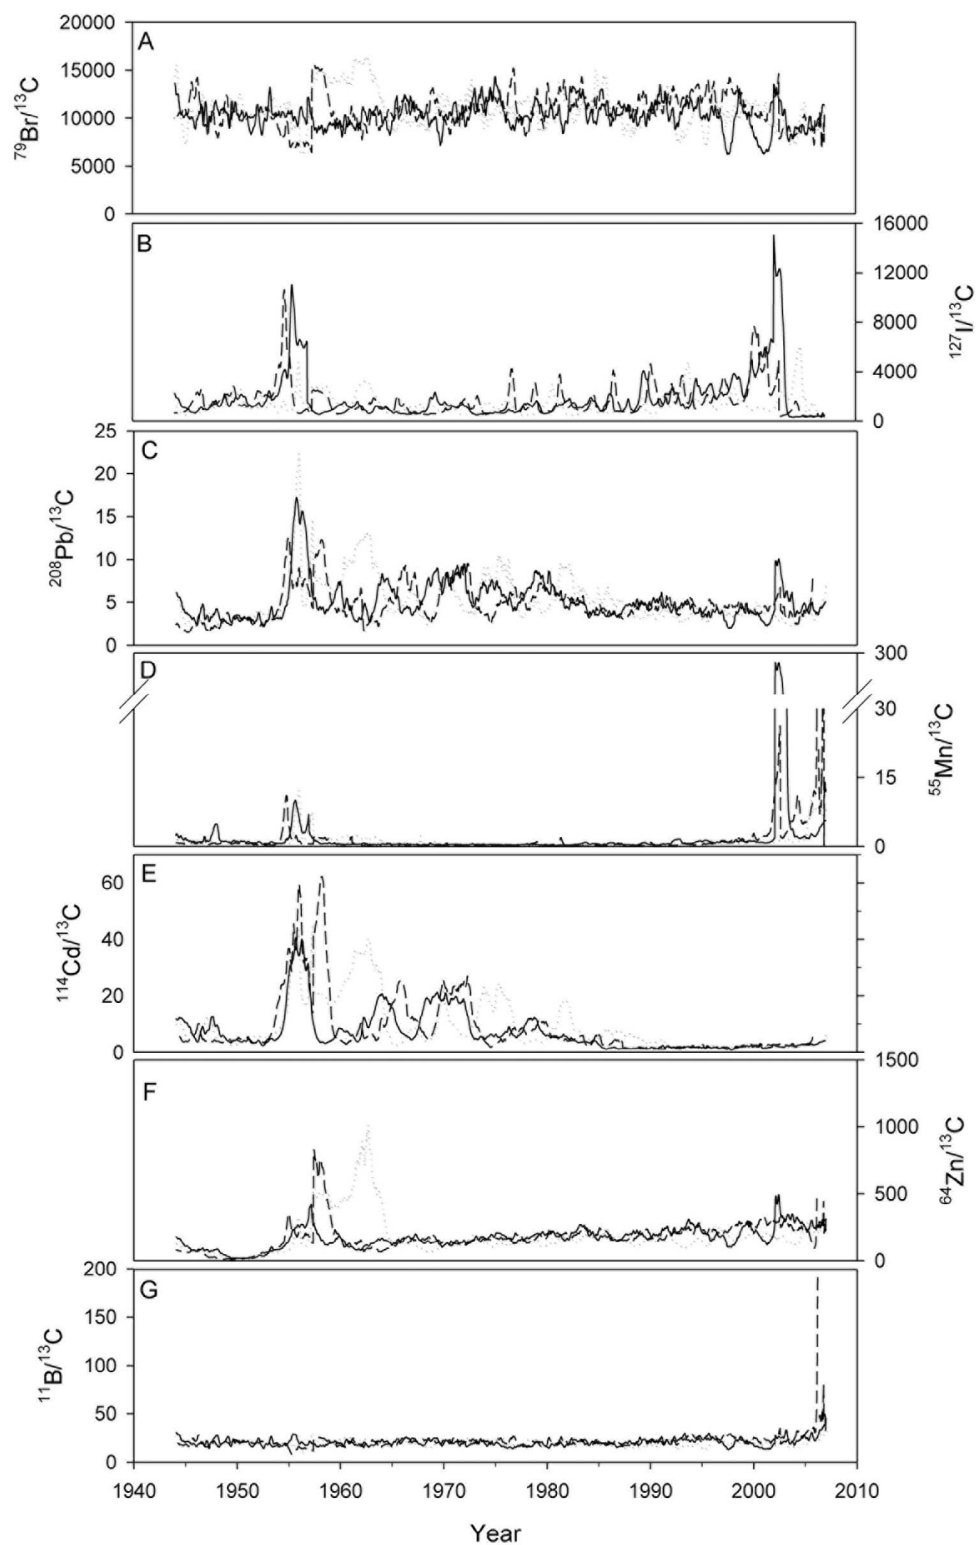 20000
A
15000
10000
5000
0
⁷⁹Br/¹³C
B
16000
12000
8000
4000
0
¹²⁷I/¹³C
25
C
20
15
10
5
0
²⁰⁸Pb/¹³C
D
300
30
15
0
⁵⁵Mn/¹³C
E
60
40
20
0
¹¹⁴Cd/¹³C
F
1500
1000
500
0
⁶⁴Zn/¹³C
200
G
150
100
50
0
¹¹B/¹³C
1940 1950 1960 1970 1980 1990 2000 2010
Year